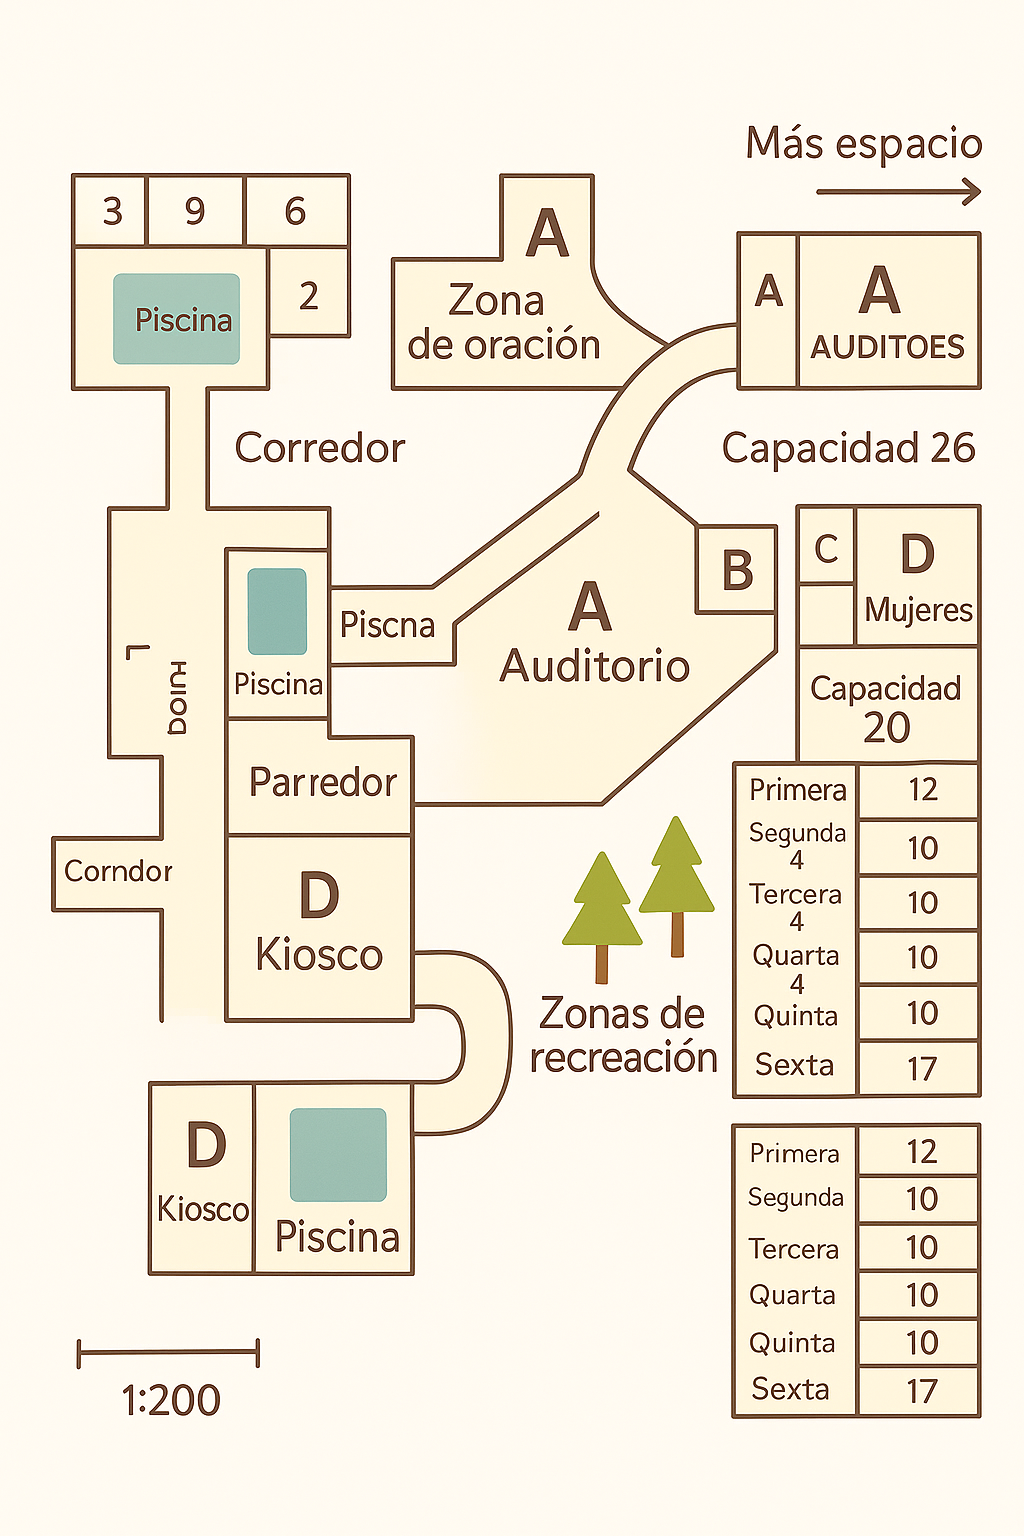 Más espacio
3 9 6
2
Piscina
A
Zona
de oración
A
A
AUDITOES
Corredor
Capacidad 26
C
D
Mujeres
B
Piscna
Piscina
A
Auditorio
Capacidad
20
Parredor
Corndor
D
Kiosco
Zonas de
recreación
Primera 12
Segunda 10
4
Tercera 10
4
Quarta 10
4
Quinta 10
Sexta 17
D
Kiosco
Piscina
Primera 12
Segunda 10
Tercera 10
Quarta 10
Quinta 10
Sexta 17
1:200